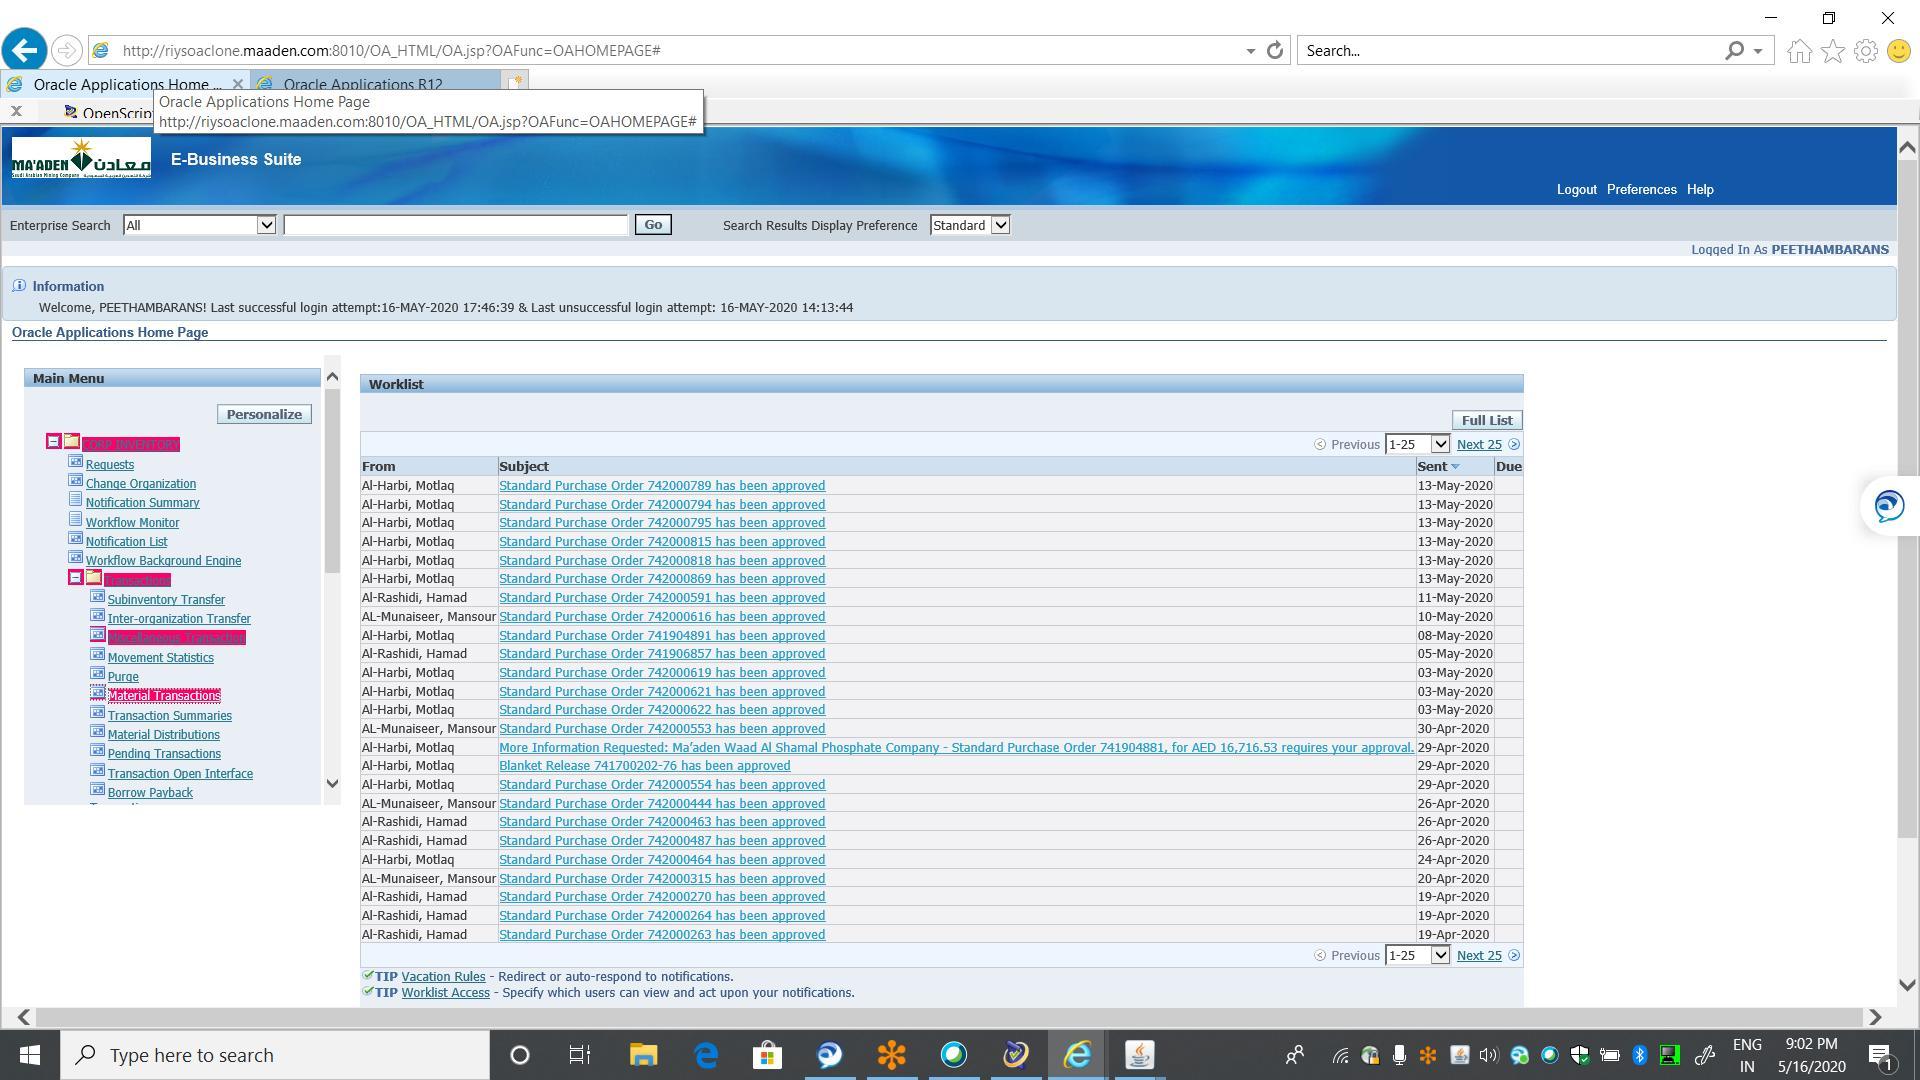 http://riysoaclone.maaden.com:8010/OA_HTML/OA.jsp?OAFunc=OAHOMEPAGE#
Search...
Oracle Applications Home ...
Oracle Applications R12
OpenScrip
Oracle Applications Home Page
http://riysoaclone.maaden.com:8010/OA_HTML/OA.jsp?OAFunc=OAHOMEPAGE#
MA'ADEN معادن
Saudi Arabian Mining Company
E-Business Suite
Logout Preferences Help
Enterprise Search All Go Search Results Display Preference Standard
Logged In As PEETHAMBARANS
Information
Welcome, PEETHAMBARANS! Last successful login attempt:16-MAY-2020 17:46:39 & Last unsuccessful login attempt: 16-MAY-2020 14:13:44
Oracle Applications Home Page
Main Menu
Personalize
CORP INVENTORY
Requests
Change Organization
Notification Summary
Workflow Monitor
Notification List
Workflow Background Engine
Transactions
Subinventory Transfer
Inter-organization Transfer
Miscellaneous Transaction
Movement Statistics
Purge
Material Transactions
Transaction Summaries
Material Distributions
Pending Transactions
Transaction Open Interface
Borrow Payback
Worklist
Full List
Previous 1-25 Next 25
From Subject Sent Due
Al-Harbi, Motlaq Standard Purchase Order 742000789 has been approved 13-May-2020
Al-Harbi, Motlaq Standard Purchase Order 742000794 has been approved 13-May-2020
Al-Harbi, Motlaq Standard Purchase Order 742000795 has been approved 13-May-2020
Al-Harbi, Motlaq Standard Purchase Order 742000815 has been approved 13-May-2020
Al-Harbi, Motlaq Standard Purchase Order 742000818 has been approved 13-May-2020
Al-Harbi, Motlaq Standard Purchase Order 742000869 has been approved 13-May-2020
Al-Rashidi, Hamad Standard Purchase Order 742000591 has been approved 11-May-2020
AL-Munaiseer, Mansour Standard Purchase Order 742000616 has been approved 10-May-2020
Al-Harbi, Motlaq Standard Purchase Order 741904891 has been approved 08-May-2020
Al-Rashidi, Hamad Standard Purchase Order 741906857 has been approved 05-May-2020
Al-Harbi, Motlaq Standard Purchase Order 742000619 has been approved 03-May-2020
Al-Harbi, Motlaq Standard Purchase Order 742000621 has been approved 03-May-2020
Al-Harbi, Motlaq Standard Purchase Order 742000622 has been approved 03-May-2020
AL-Munaiseer, Mansour Standard Purchase Order 742000553 has been approved 30-Apr-2020
Al-Harbi, Motlaq More Information Requested: Ma'aden Waad Al Shamal Phosphate Company - Standard Purchase Order 741904881, for AED 16,716.53 requires your approval. 29-Apr-2020
Al-Harbi, Motlaq Blanket Release 741700202-76 has been approved 29-Apr-2020
Al-Harbi, Motlaq Standard Purchase Order 742000554 has been approved 29-Apr-2020
AL-Munaiseer, Mansour Standard Purchase Order 742000444 has been approved 26-Apr-2020
Al-Rashidi, Hamad Standard Purchase Order 742000463 has been approved 26-Apr-2020
Al-Rashidi, Hamad Standard Purchase Order 742000487 has been approved 26-Apr-2020
Al-Harbi, Motlaq Standard Purchase Order 742000464 has been approved 24-Apr-2020
AL-Munaiseer, Mansour Standard Purchase Order 742000315 has been approved 20-Apr-2020
Al-Rashidi, Hamad Standard Purchase Order 742000270 has been approved 19-Apr-2020
Al-Rashidi, Hamad Standard Purchase Order 742000264 has been approved 19-Apr-2020
Al-Rashidi, Hamad Standard Purchase Order 742000263 has been approved 19-Apr-2020
Previous 1-25 Next 25
TIP Vacation Rules - Redirect or auto-respond to notifications.
TIP Worklist Access - Specify which users can view and act upon your notifications.
Type here to search
ENG
IN
9:02 PM
5/16/2020
1